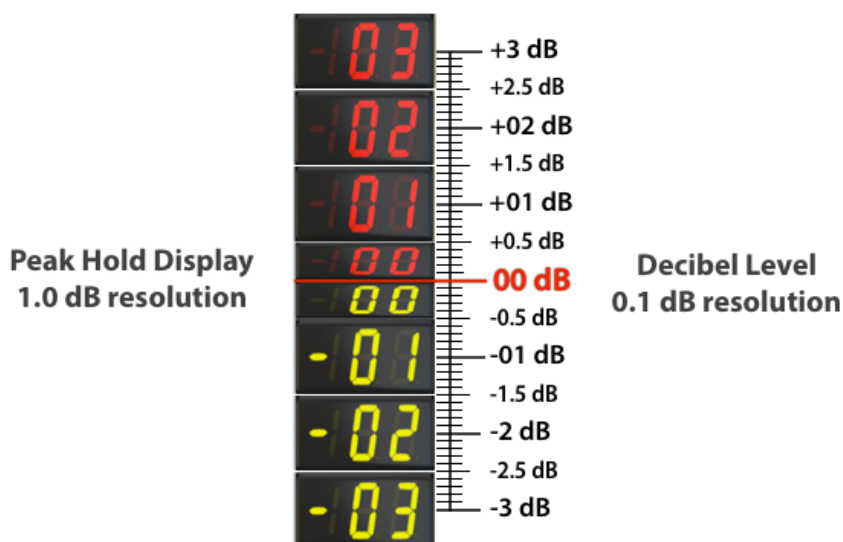 03
+3 dB
+2.5 dB
02
+02 dB
+1.5 dB
01
+01 dB
+0.5 dB
Peak Hold Display
1.0 dB resolution
00
00 dB
00
Decibel Level
0.1 dB resolution
-0.5 dB
-01
-01 dB
-1.5 dB
-02
-2 dB
-2.5 dB
-03
-3 dB